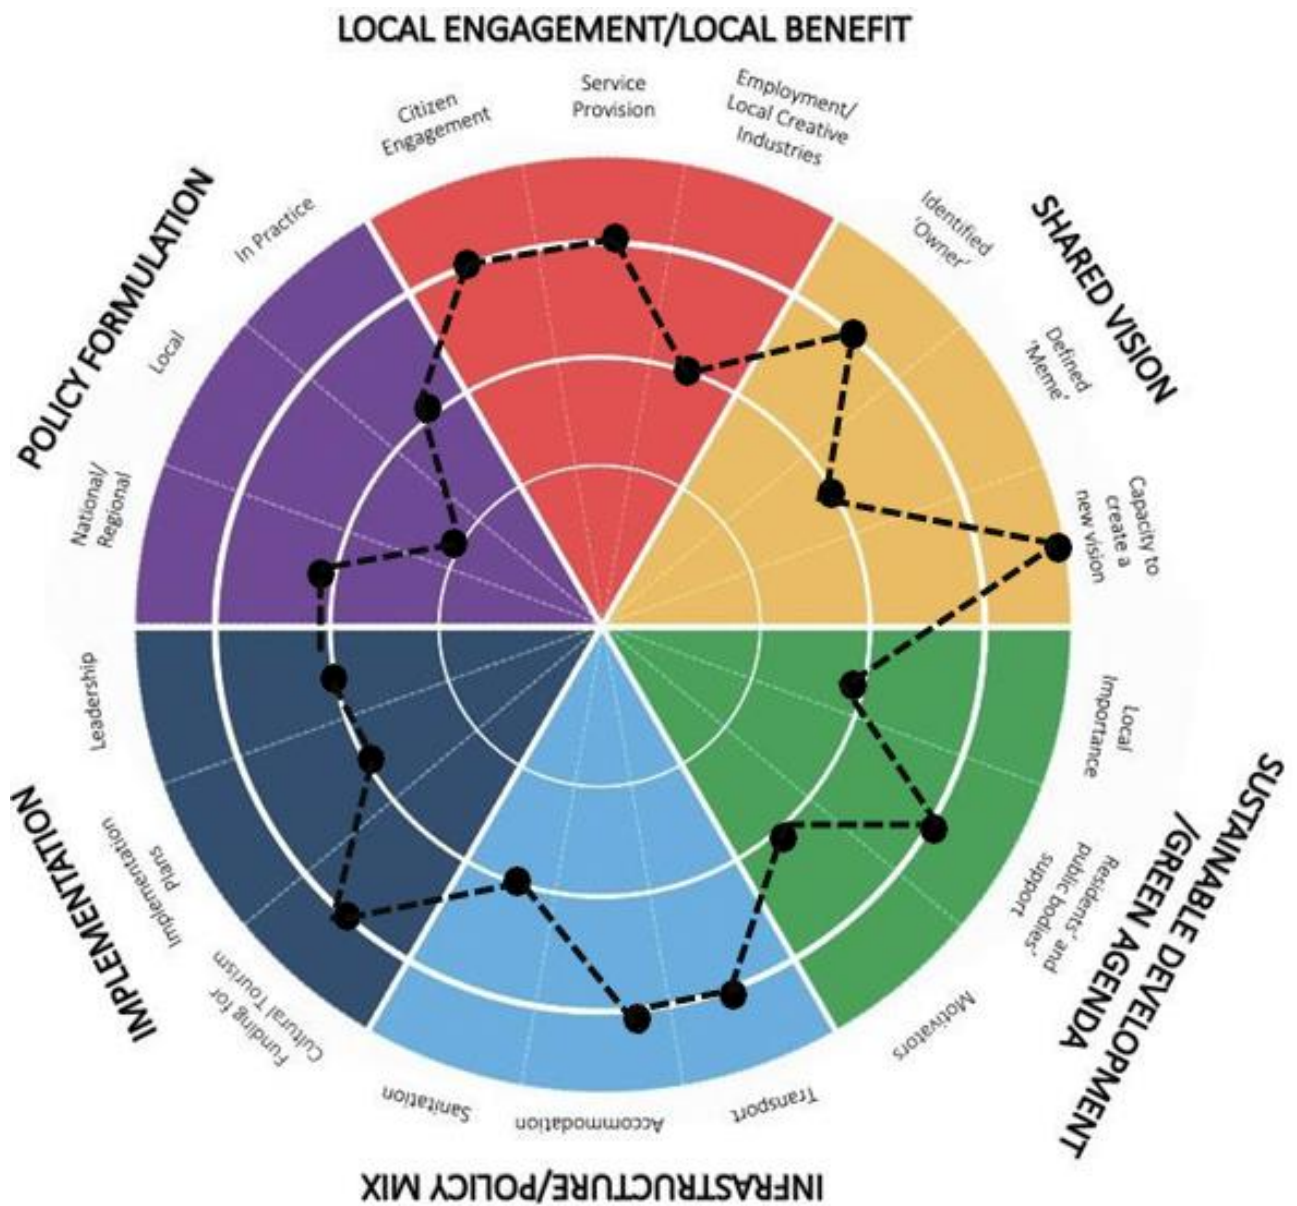 LOCAL ENGAGEMENT/LOCAL BENEFIT
Citizen
Engagement
Service
Provision
Employment/
Local Creative
Industries
SHARED VISION
Identified
'Owner'
Defined
'Meme'
Capacity to
create a
new vision
SUSTAINABLE DEVELOPMENT
/GREEN AGENDA
Local
Importance
Residents' and
public bodies'
support
Motivators
INFRASTRUCTURE/POLICY MIX
Transport
Accommodation
Sanitation
IMPLEMENTATION
Funding for
Cultural Tourism
Implementation
Plans
Leadership
POLICY FORMULATION
National/
Regional
Local
In Practice